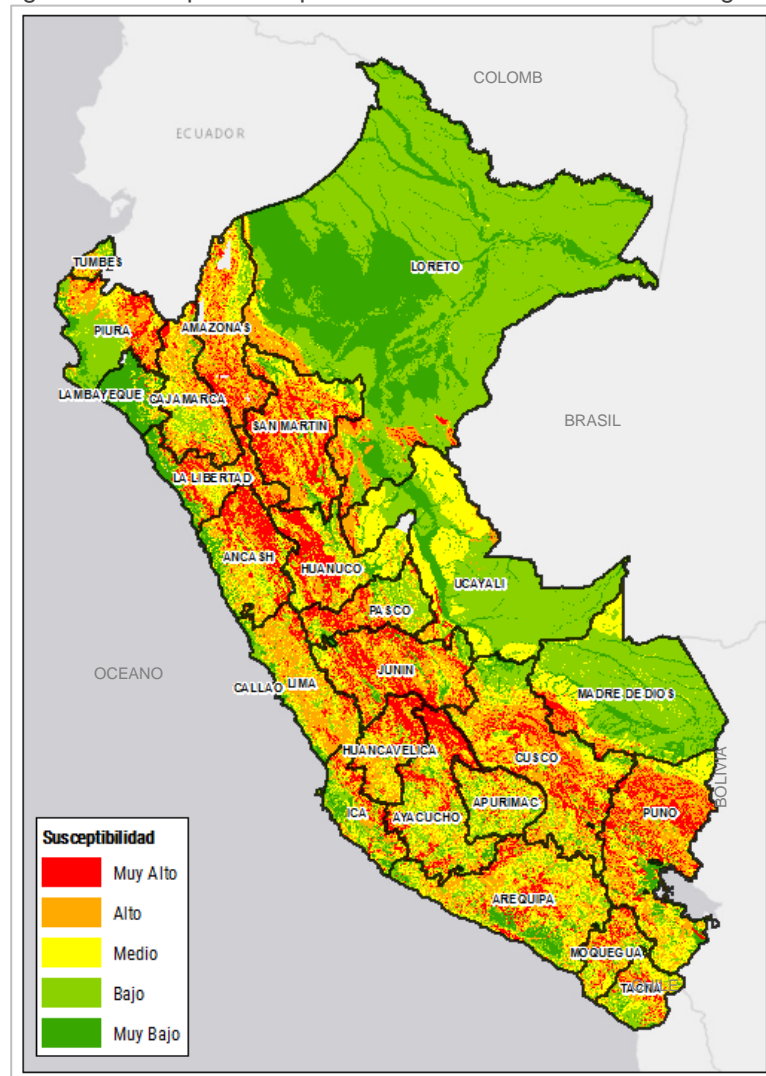 COLOMB
ECUADOR
TUMBES
LORETO
PIURA
AMAZONAS
LAMBAYEQUE
CAJAMARCA
SAN MARTIN
BRASIL
LA LIBERTAD
ANCASH
HUANUCO
UCAYALI
PASCO
OCEANO
JUNIN
CALLAO
LIMA
MADRE DE DIOS
HUANCAVELICA
CUSCO
BOLIVIA
APURIMAC
ICA
AYACUCHO
PUNO
AREQUIPA
MOQUEGUA
TACNA
Susceptibilidad
Muy Alto
Alto
Medio
Bajo
Muy Bajo